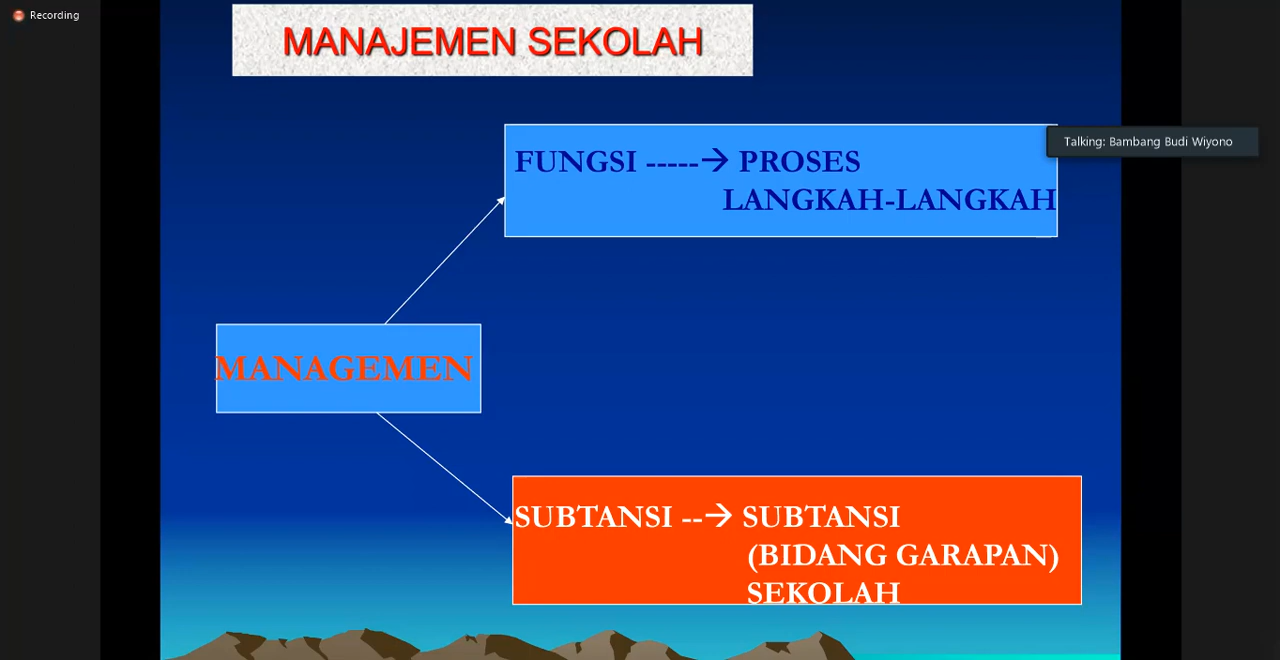 Recording
MANAJEMEN SEKOLAH
Talking: Bambang Budi Wiyono
FUNGSI -----→ PROSES
LANGKAH-LANGKAH
MANAGEMEN
SUBTANSI --→ SUBTANSI
(BIDANG GARAPAN)
SEKOLAH